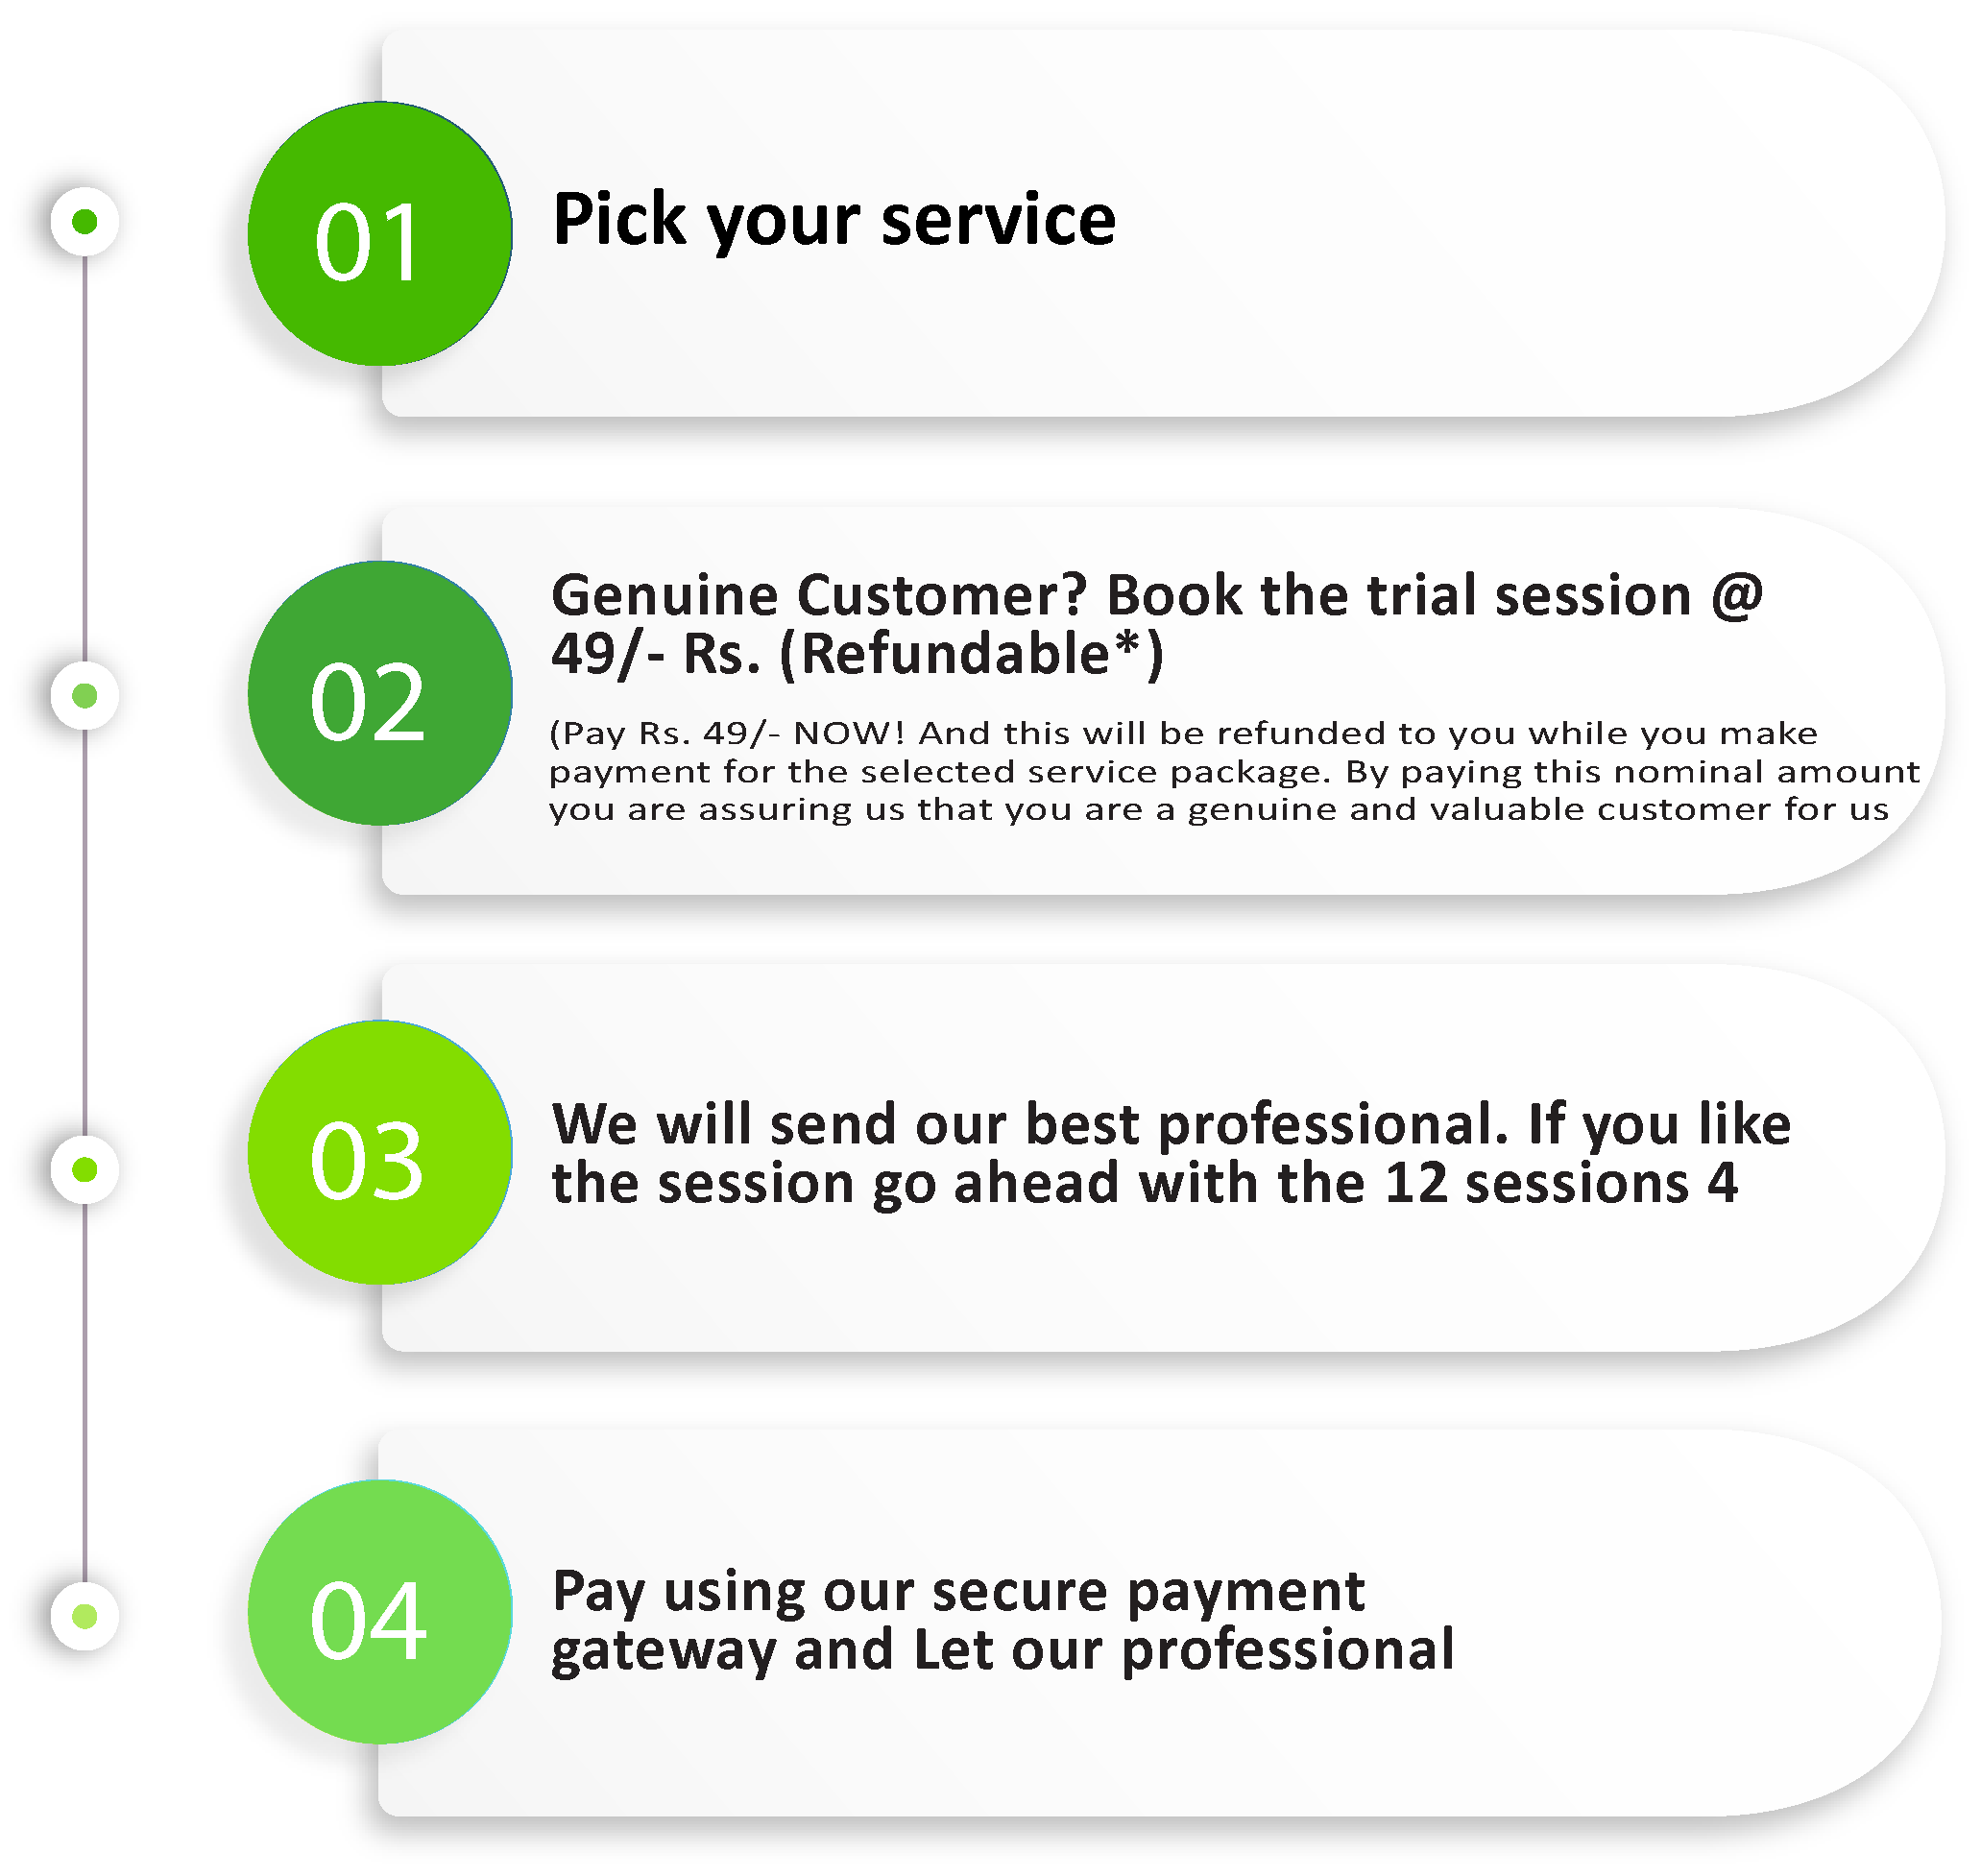 01
Pick your service
02
Genuine Customer? Book the trial session @
49/- Rs. (Refundable*)
(Pay Rs. 49/- NOW! And this will be refunded to you while you make
payment for the selected service package. By paying this nominal amount
you are assuring us that you are a genuine and valuable customer for us
03
We will send our best professional. If you like
the session go ahead with the 12 sessions 4
04
Pay using our secure payment
gateway and Let our professional